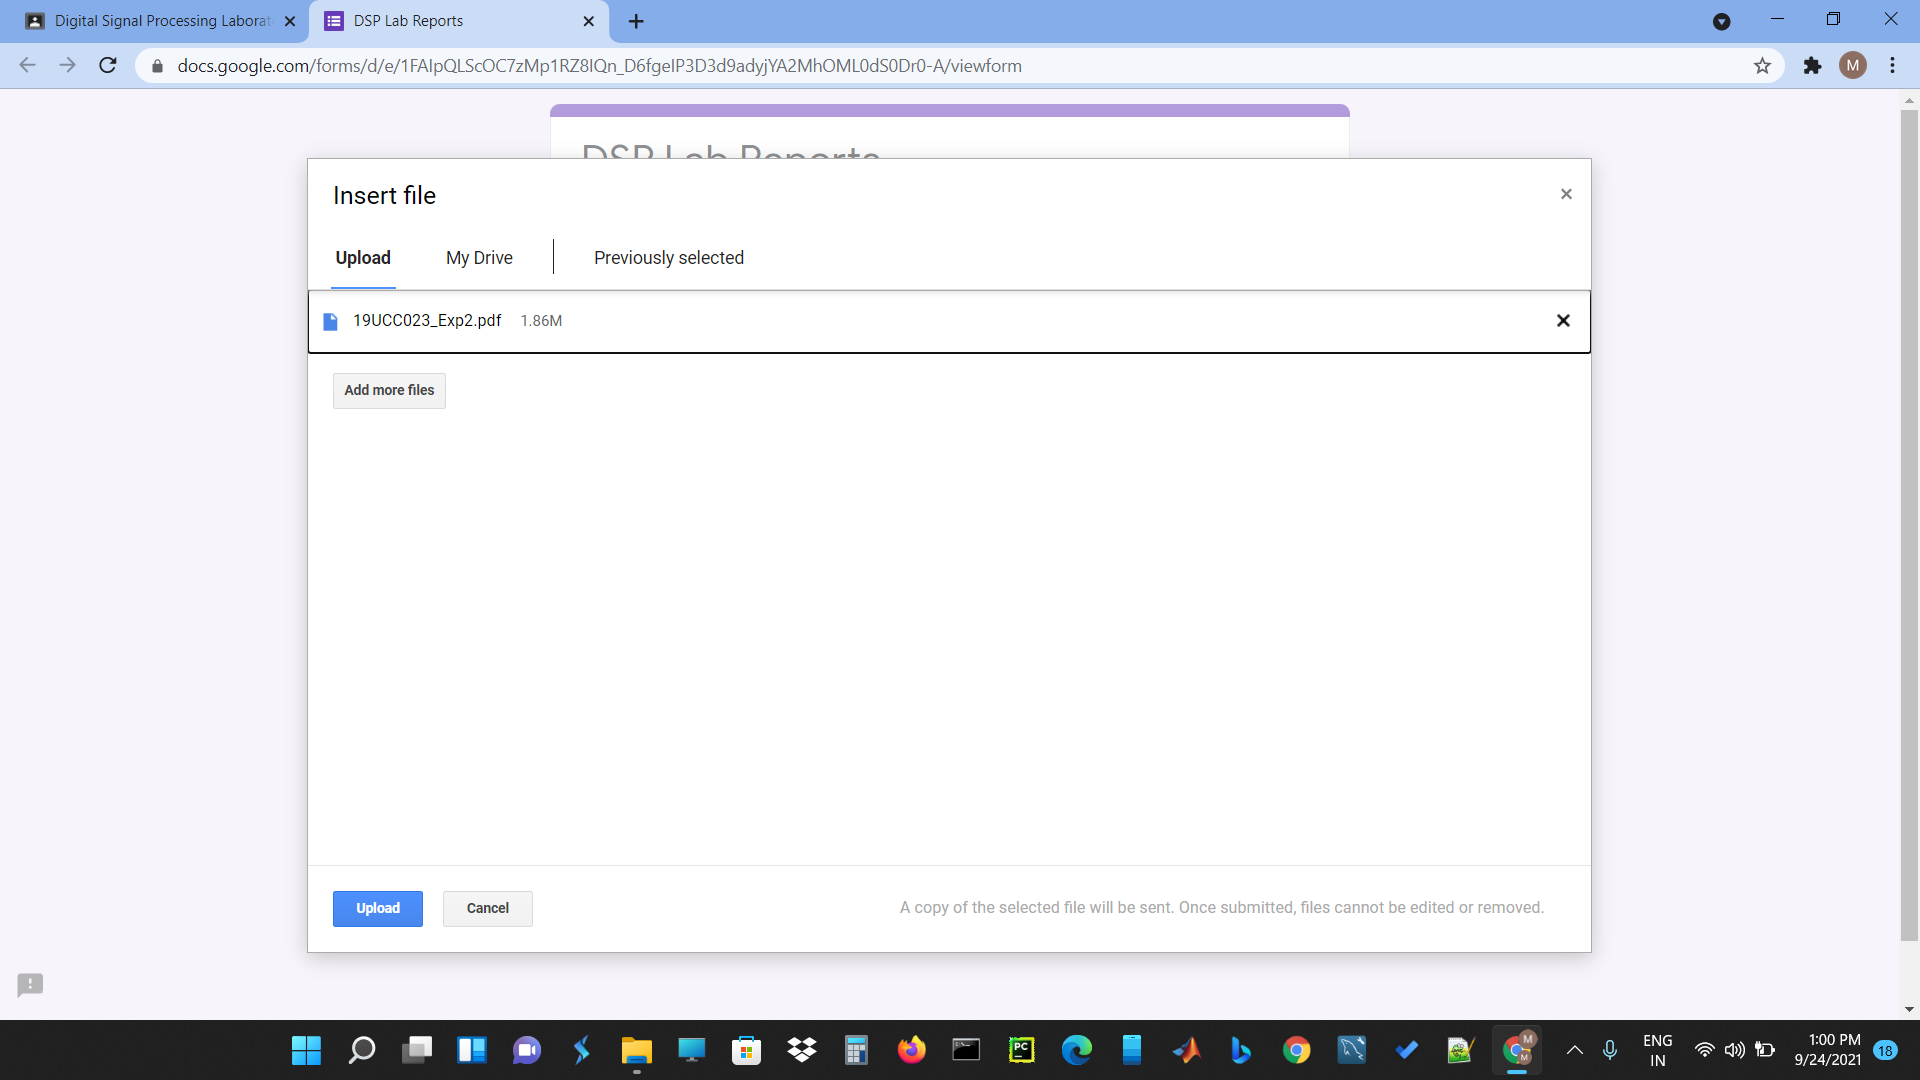 Digital Signal Processing Laborat
DSP Lab Reports
docs.google.com/forms/d/e/1FAIpQLScOC7zMp1RZ8IQn_D6fgeIP3D3d9adyjYA2MhOML0dS0Dr0-A/viewform
M
DSP Lab Reports
Insert file
Upload
My Drive
Previously selected
19UCC023_Exp2.pdf 1.86M
Add more files
Upload
Cancel
A copy of the selected file will be sent. Once submitted, files cannot be edited or removed.
PC
M
M
ENG
IN
1:00 PM
9/24/2021
18